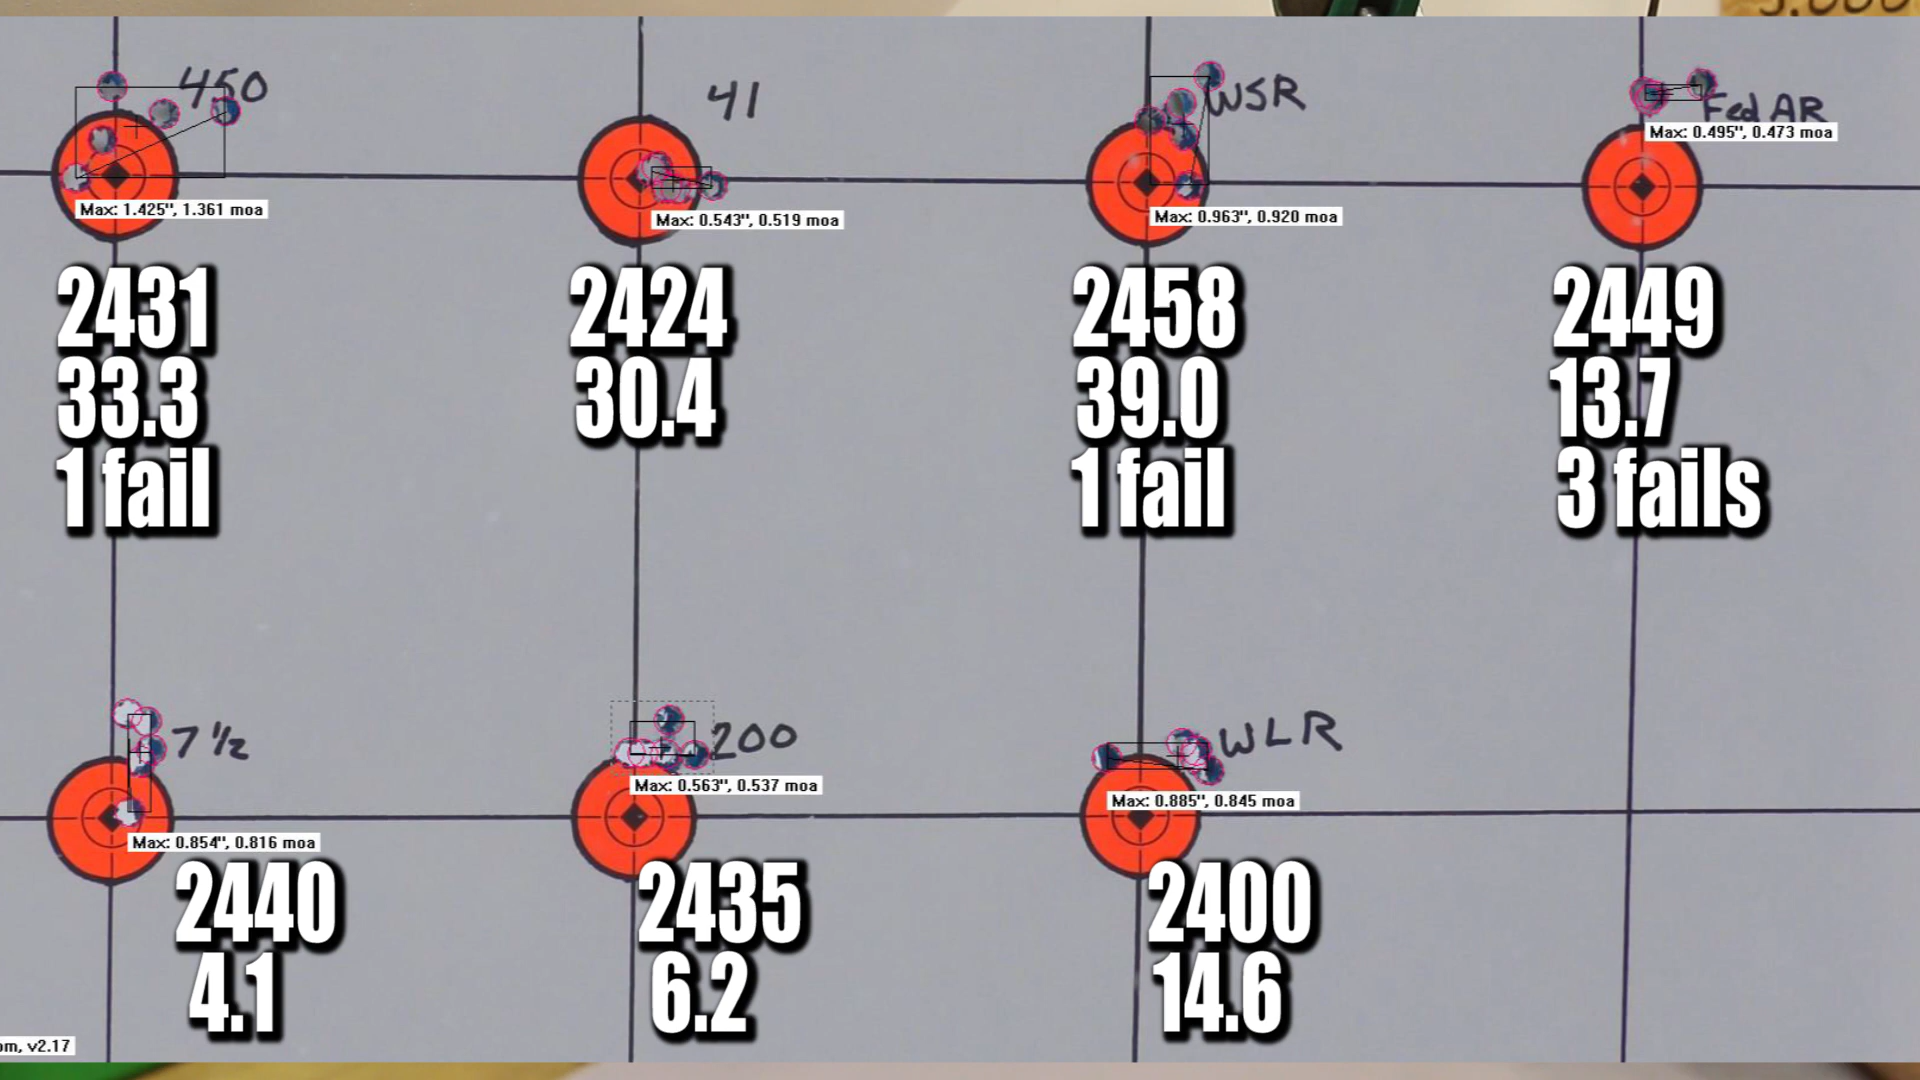 450
41
WSR
Fed AR
Max: 1.425", 1.361 moa
Max: 0.543", 0.519 moa
Max: 0.963", 0.920 moa
Max: 0.495", 0.473 moa
2431
33.3
1 fail
2424
30.4
2458
39.0
1 fail
2449
13.7
3 fails
7 ½
200
WLR
Max: 0.854", 0.816 moa
Max: 0.563", 0.537 moa
Max: 0.885", 0.845 moa
2440
4.1
2435
6.2
2400
14.6
om, v2.17